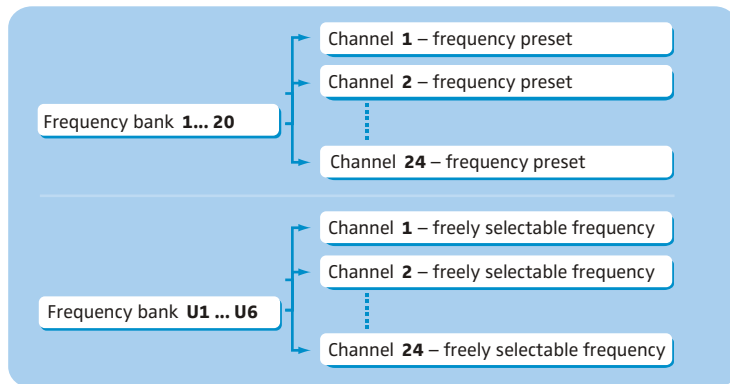 Channel 1 – frequency preset
Channel 2 – frequency preset
Frequency bank 1... 20
Channel 24 – frequency preset
Channel 1 – freely selectable frequency
Channel 2 – freely selectable frequency
Frequency bank U1 ... U6
Channel 24 – freely selectable frequency